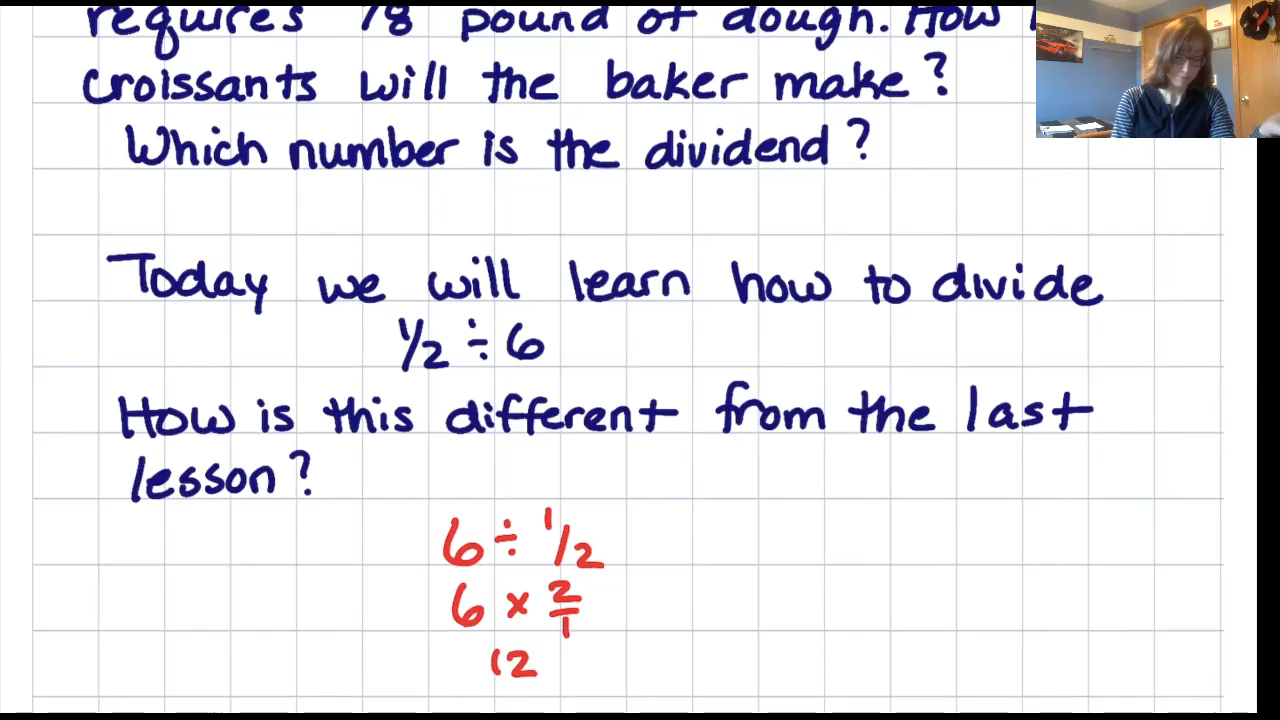 requires 1/8 pound of dough. How
croissants will the baker make?
Which number is the dividend?
Today we will learn how to divide
1/2 ÷ 6
How is this different from the last
lesson?
6 ÷ 1/2
6 × 2/1
12